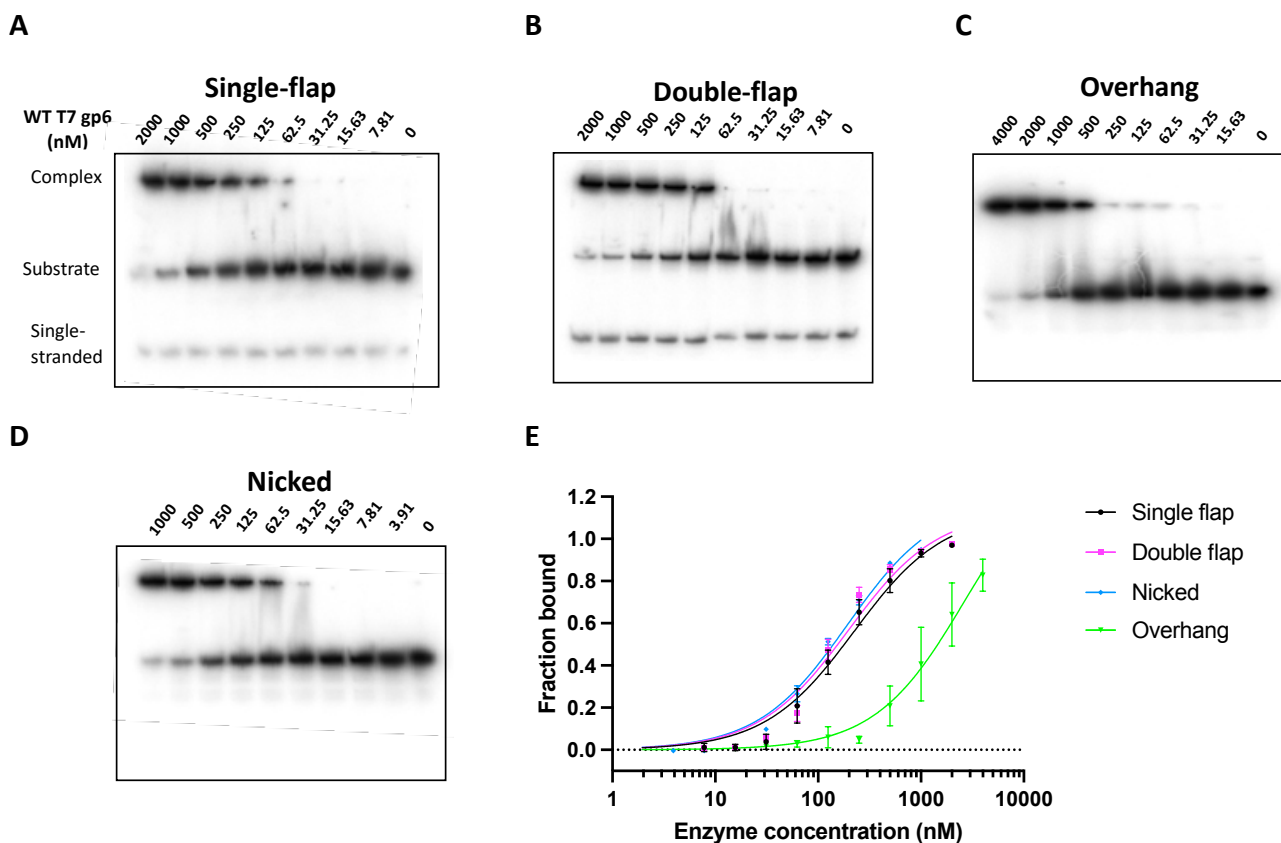 A
Single-flap
WT T7 gp6
(nM)
2000 1000 500 250 125 62.5 31.25 15.63 7.81 0
Complex
Substrate
Single-
stranded
B
Double-flap
2000 1000 500 250 125 62.5 31.25 15.63 7.81 0
C
Overhang
4000 2000 1000 500 250 125 62.5 31.25 15.63 0
D
Nicked
1000 500 250 125 62.5 31.25 15.63 7.81 3.91 0
E
Fraction bound
1.2
1.0
0.8
0.6
0.4
0.2
0.0
1 10 100 1000 10000
Enzyme concentration (nM)
Single flap
Double flap
Nicked
Overhang